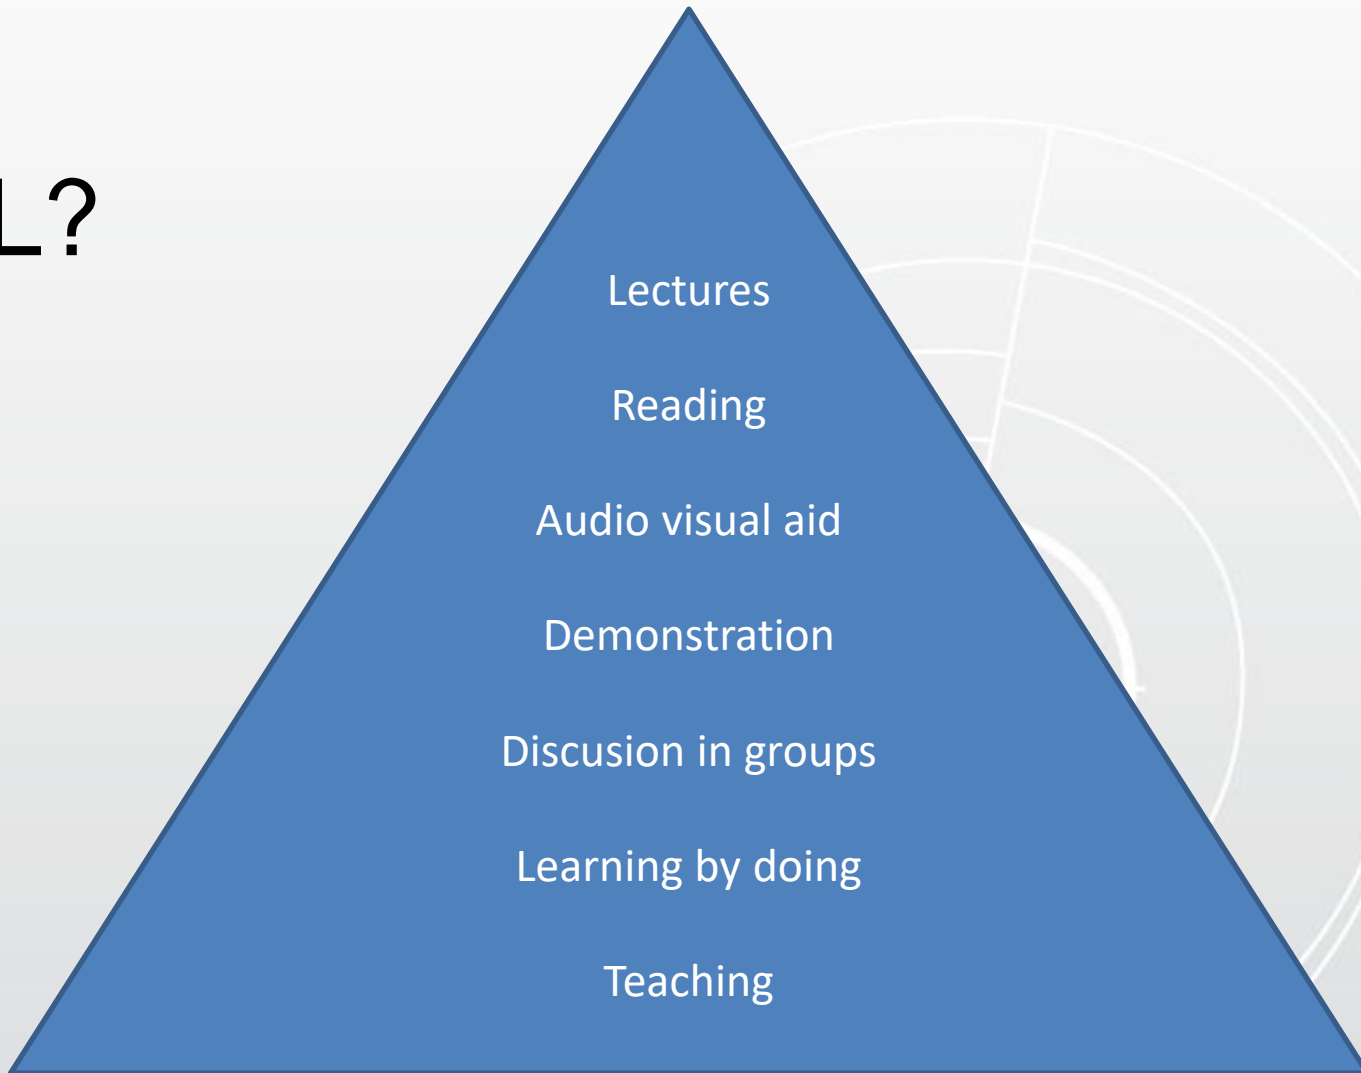 L?
Lectures
Reading
Audio visual aid
Demonstration
Discusion in groups
Learning by doing
Teaching